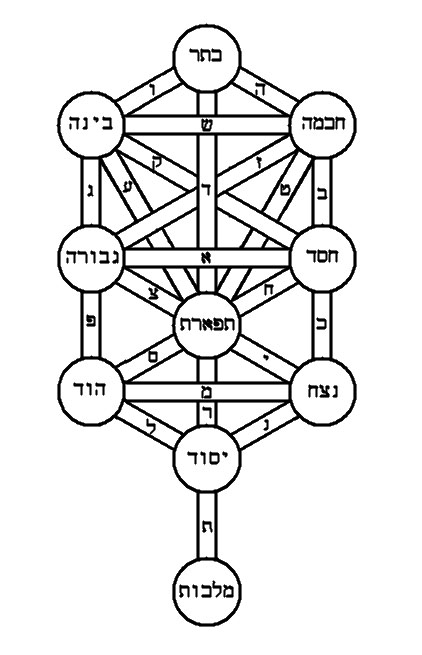 כתר
ו
ה
בינה
ש
חכמה
ק
ז
ע
ט
ג
ד
ב
גבורה
א
חסד
צ
ח
פ
תפארת
כ
ס
י
הוד
מ
נצח
ר
ל
נ
יסוד
ת
מלכות